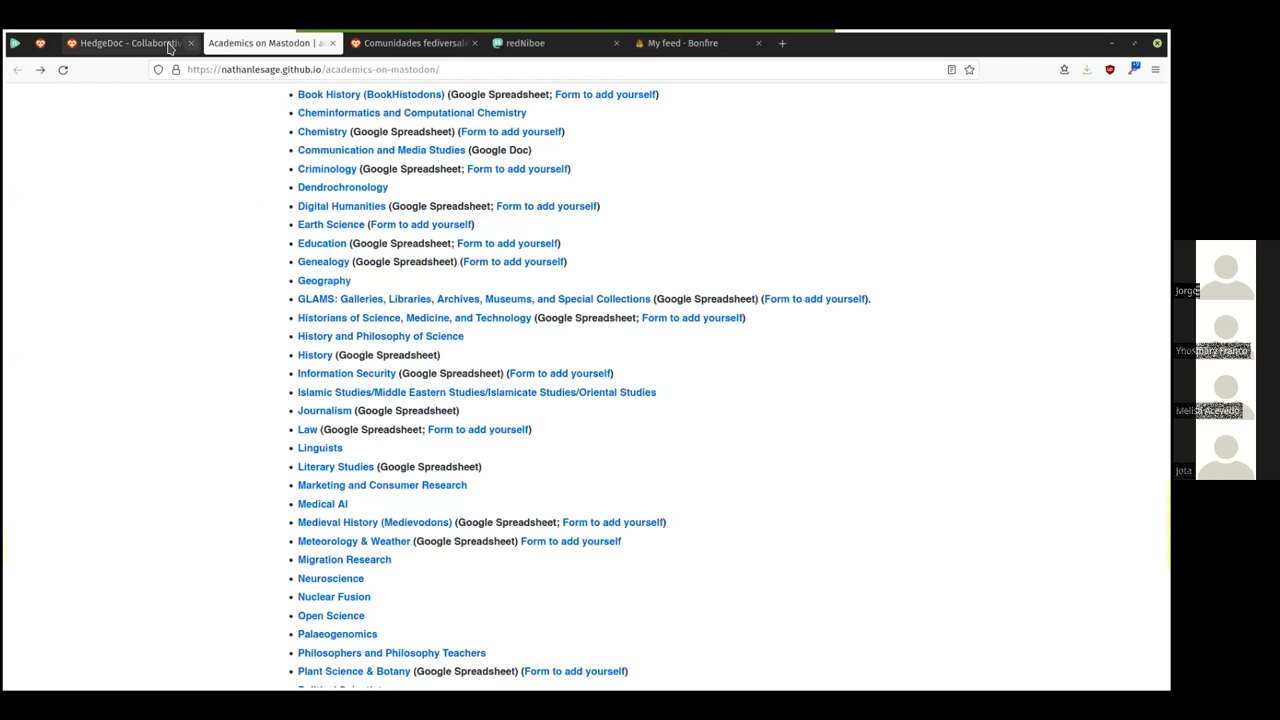 HedgeDoc - Collaborativ
Academics on Mastodon | a
Comunidades fediversale
redNiboe
My feed · Bonfire
https://nathanlesage.github.io/academics-on-mastodon/
• Book History (BookHistodons) (Google Spreadsheet; Form to add yourself)
• Cheminformatics and Computational Chemistry
• Chemistry (Google Spreadsheet) (Form to add yourself)
• Communication and Media Studies (Google Doc)
• Criminology (Google Spreadsheet; Form to add yourself)
• Dendrochronology
• Digital Humanities (Google Spreadsheet; Form to add yourself)
• Earth Science (Form to add yourself)
• Education (Google Spreadsheet; Form to add yourself)
• Genealogy (Google Spreadsheet) (Form to add yourself)
• Geography
• GLAMS: Galleries, Libraries, Archives, Museums, and Special Collections (Google Spreadsheet) (Form to add yourself).
• Historians of Science, Medicine, and Technology (Google Spreadsheet; Form to add yourself)
• History and Philosophy of Science
• History (Google Spreadsheet)
• Information Security (Google Spreadsheet) (Form to add yourself)
• Islamic Studies/Middle Eastern Studies/Islamicate Studies/Oriental Studies
• Journalism (Google Spreadsheet)
• Law (Google Spreadsheet; Form to add yourself)
• Linguists
• Literary Studies (Google Spreadsheet)
• Marketing and Consumer Research
• Medical AI
• Medieval History (Medievodons) (Google Spreadsheet; Form to add yourself)
• Meteorology & Weather (Google Spreadsheet) Form to add yourself
• Migration Research
• Neuroscience
• Nuclear Fusion
• Open Science
• Palaeogenomics
• Philosophers and Philosophy Teachers
• Plant Science & Botany (Google Spreadsheet) (Form to add yourself)
Jorge
Yhosmary Franco
Melisa Acevedo
jota